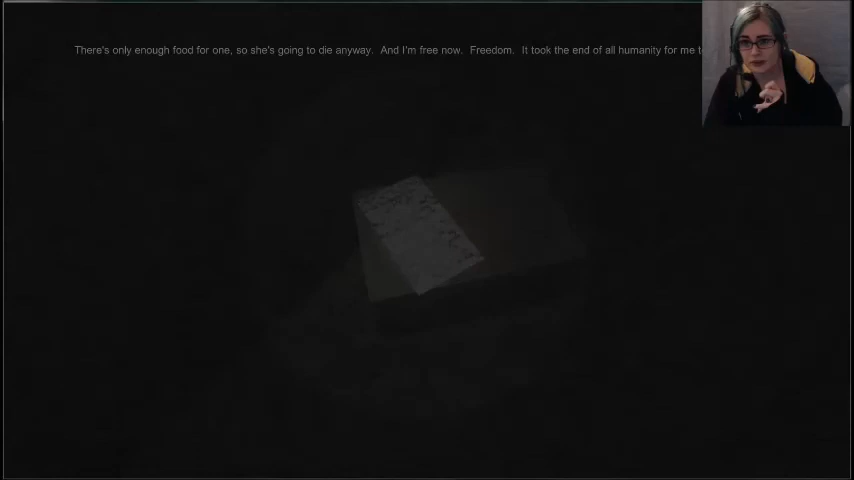 There's only enough food for one, so she's going to die anyway.  And I'm free now.  Freedom.  It took the end of all humanity for me